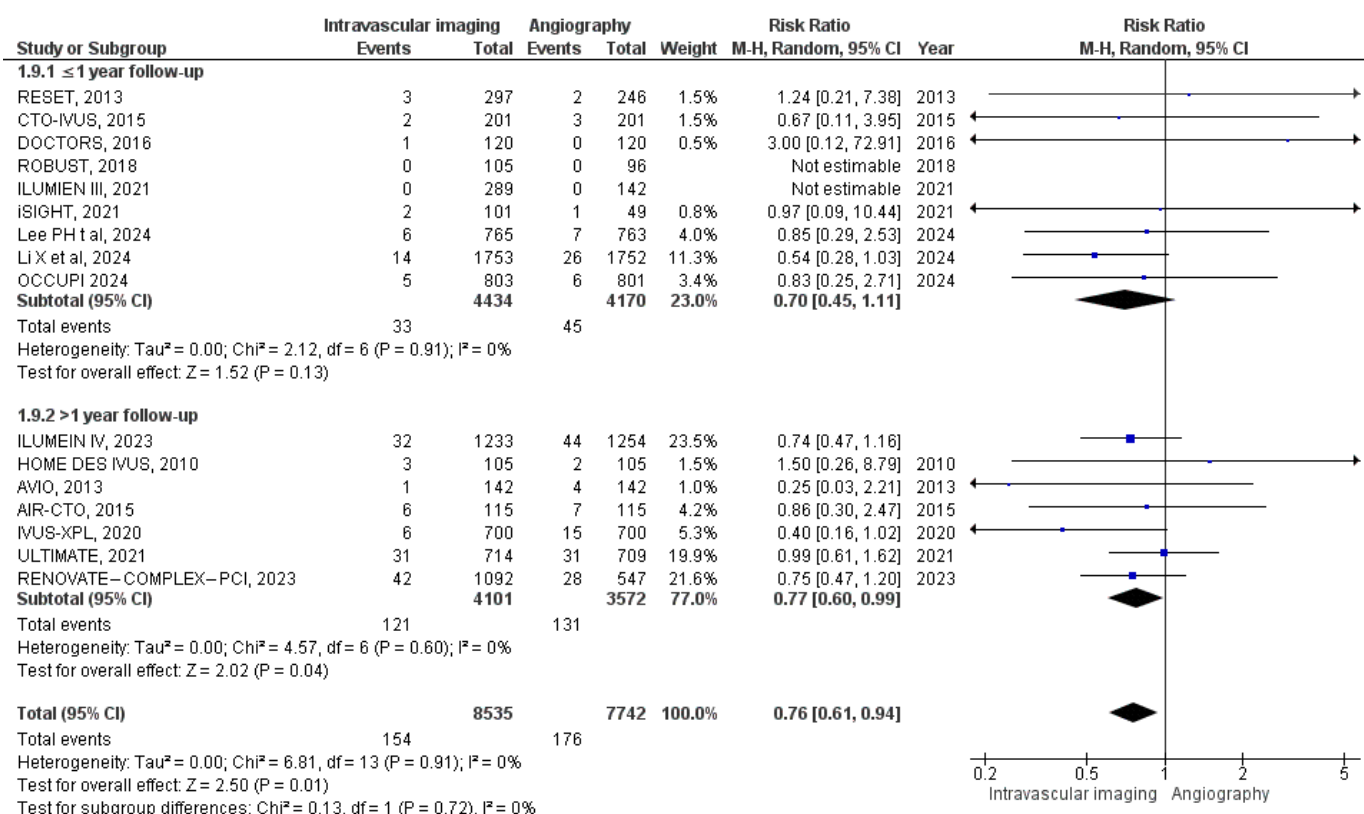 Intravascular imaging Angiography Risk Ratio Risk Ratio
Study or Subgroup Events Total Events Total Weight M-H, Random, 95% CI Year M-H, Random, 95% CI
1.9.1 ≤1 year follow-up
RESET, 2013 3 297 2 246 1.5% 1.24 [0.21, 7.38] 2013
CTO-IVUS, 2015 2 201 3 201 1.5% 0.67 [0.11, 3.95] 2015
DOCTORS, 2016 1 120 0 120 0.5% 3.00 [0.12, 72.91] 2016
ROBUST, 2018 0 105 0 96 Not estimable 2018
ILUMIEN III, 2021 0 289 0 142 Not estimable 2021
iSIGHT, 2021 2 101 1 49 0.8% 0.97 [0.09, 10.44] 2021
Lee PH t al, 2024 6 765 7 763 4.0% 0.85 [0.29, 2.53] 2024
Li X et al, 2024 14 1753 26 1752 11.3% 0.54 [0.28, 1.03] 2024
OCCUPI 2024 5 803 6 801 3.4% 0.83 [0.25, 2.71] 2024
Subtotal (95% CI) 4434 4170 23.0% 0.70 [0.45, 1.11]
Total events 33 45
Heterogeneity: Tau² = 0.00; Chi² = 2.12, df = 6 (P = 0.91); I² = 0%
Test for overall effect: Z = 1.52 (P = 0.13)
1.9.2 >1 year follow-up
ILUMEIN IV, 2023 32 1233 44 1254 23.5% 0.74 [0.47, 1.16]
HOME DES IVUS, 2010 3 105 2 105 1.5% 1.50 [0.26, 8.79] 2010
AVIO, 2013 1 142 4 142 1.0% 0.25 [0.03, 2.21] 2013
AIR-CTO, 2015 6 115 7 115 4.2% 0.86 [0.30, 2.47] 2015
IVUS-XPL, 2020 6 700 15 700 5.3% 0.40 [0.16, 1.02] 2020
ULTIMATE, 2021 31 714 31 709 19.9% 0.99 [0.61, 1.62] 2021
RENOVATE−COMPLEX−PCI, 2023 42 1092 28 547 21.6% 0.75 [0.47, 1.20] 2023
Subtotal (95% CI) 4101 3572 77.0% 0.77 [0.60, 0.99]
Total events 121 131
Heterogeneity: Tau² = 0.00; Chi² = 4.57, df = 6 (P = 0.60); I² = 0%
Test for overall effect: Z = 2.02 (P = 0.04)
Total (95% CI) 8535 7742 100.0% 0.76 [0.61, 0.94]
Total events 154 176
Heterogeneity: Tau² = 0.00; Chi² = 6.81, df = 13 (P = 0.91); I² = 0%
Test for overall effect: Z = 2.50 (P = 0.01)
Test for subgroup differences: Chi² = 0.13, df = 1 (P = 0.72), I² = 0%
0.2 0.5 1 2 5
Intravascular imaging Angiography